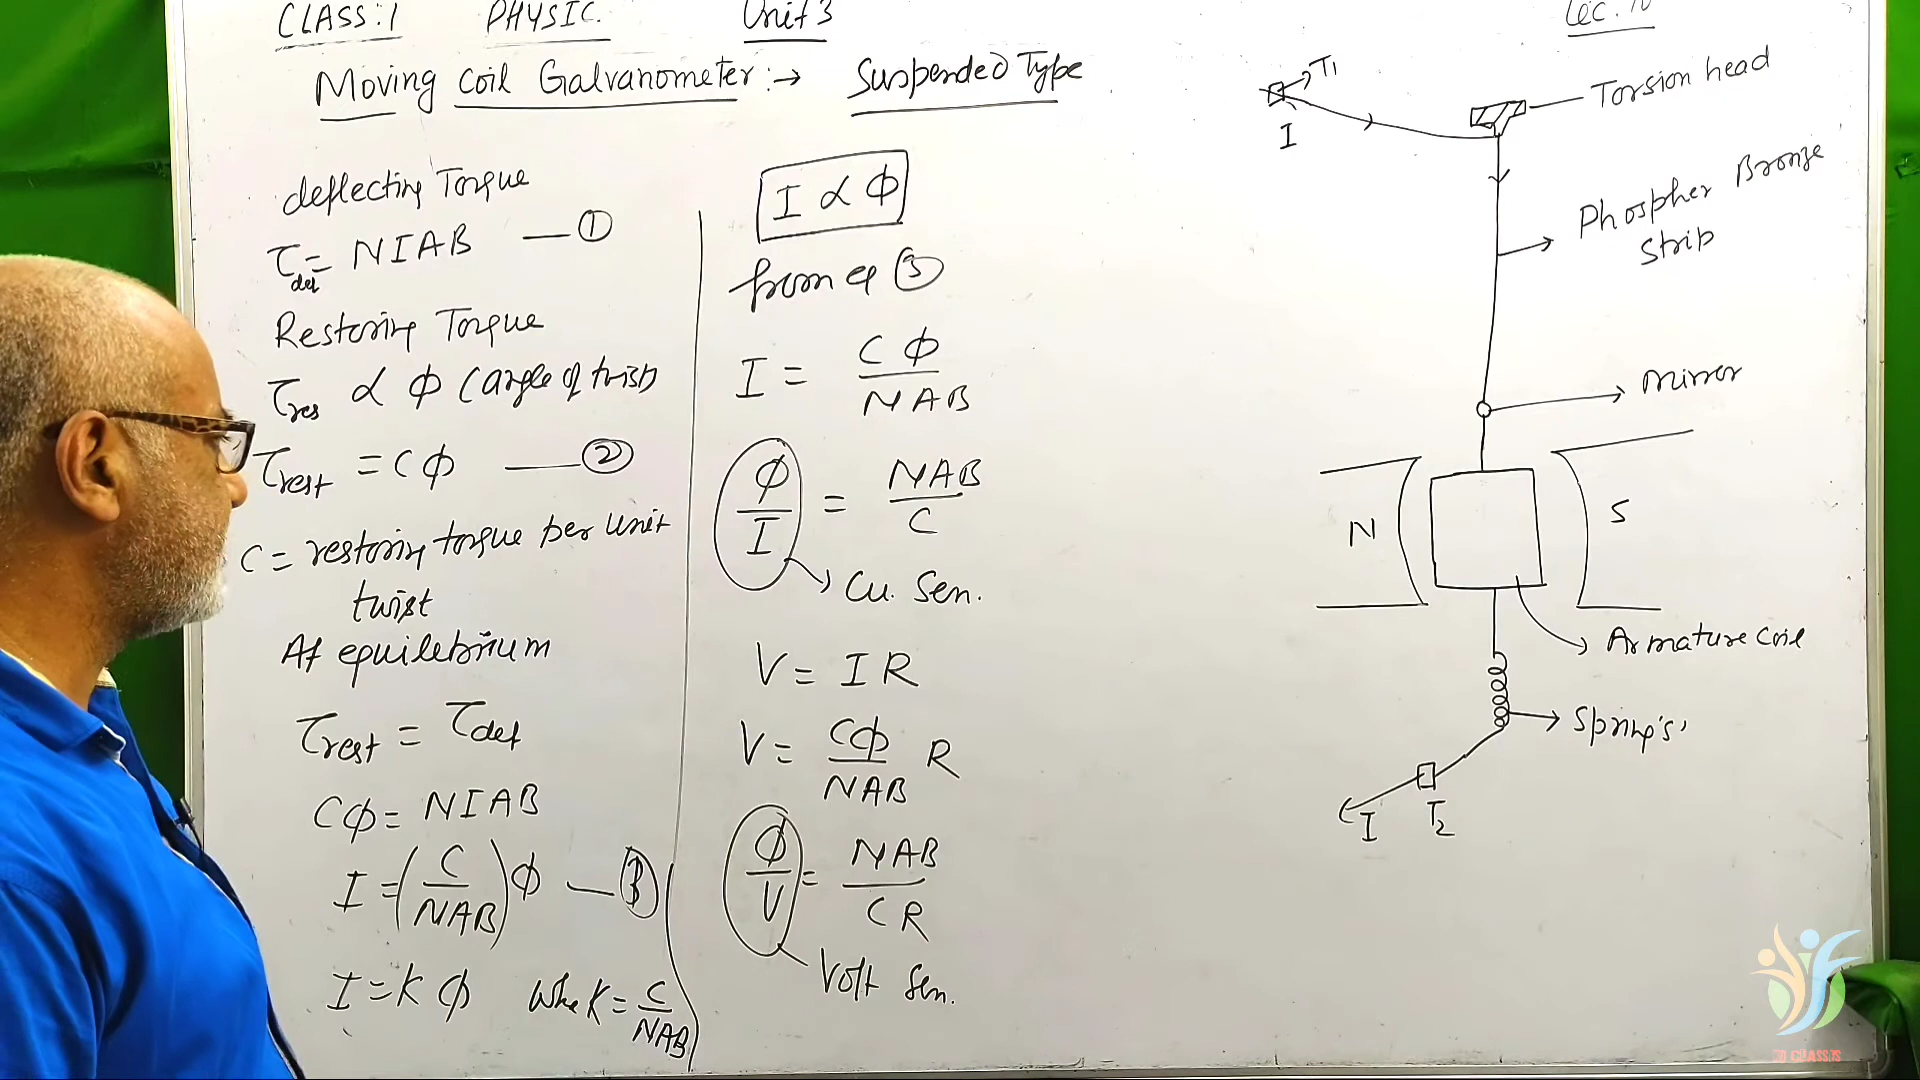 CLASS:1 PHYSIC. Unit 3
Moving Coil Galvanometer:→ Suspended Type
deflecting Torque
τdef = NIAB —①
Restoring Torque
τres ∝ ϕ (angle of twist)
τrest = Cϕ —②
C = restoring torque per unit
twist
At equilebrium
τrest = τdef
Cϕ = NIAB
I = (C/NAB)ϕ —③
I = Kϕ Whe K = C/NAB
I ∝ ϕ
from eq ③
I = Cϕ/NAB
ϕ/I = NAB/C
Cu. Sen.
V = IR
V = Cϕ/NAB R
ϕ/V = NAB/CR
Volt Sen.
Lec. 10
T1
I
Torsion head
Phospher Bronze
Strip
mirror
N
S
Armature Coil
Spring 'S'
T2
I